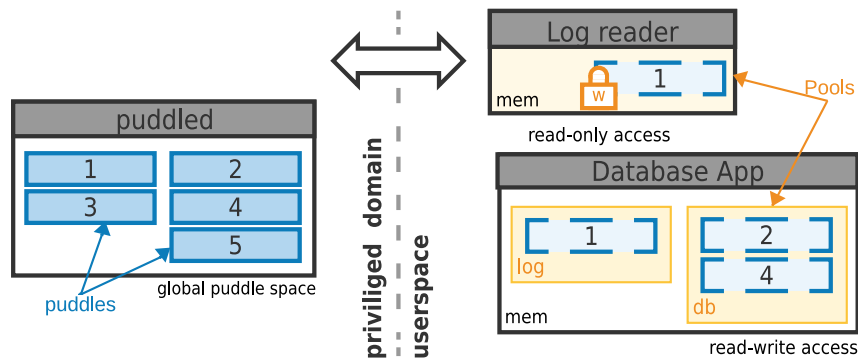 puddled
1
2
3
4
5
puddles
global puddle space
priviliged domain
userspace
Log reader
1
w
mem
read-only access
Pools
Database App
1
log
2
4
db
mem
read-write access